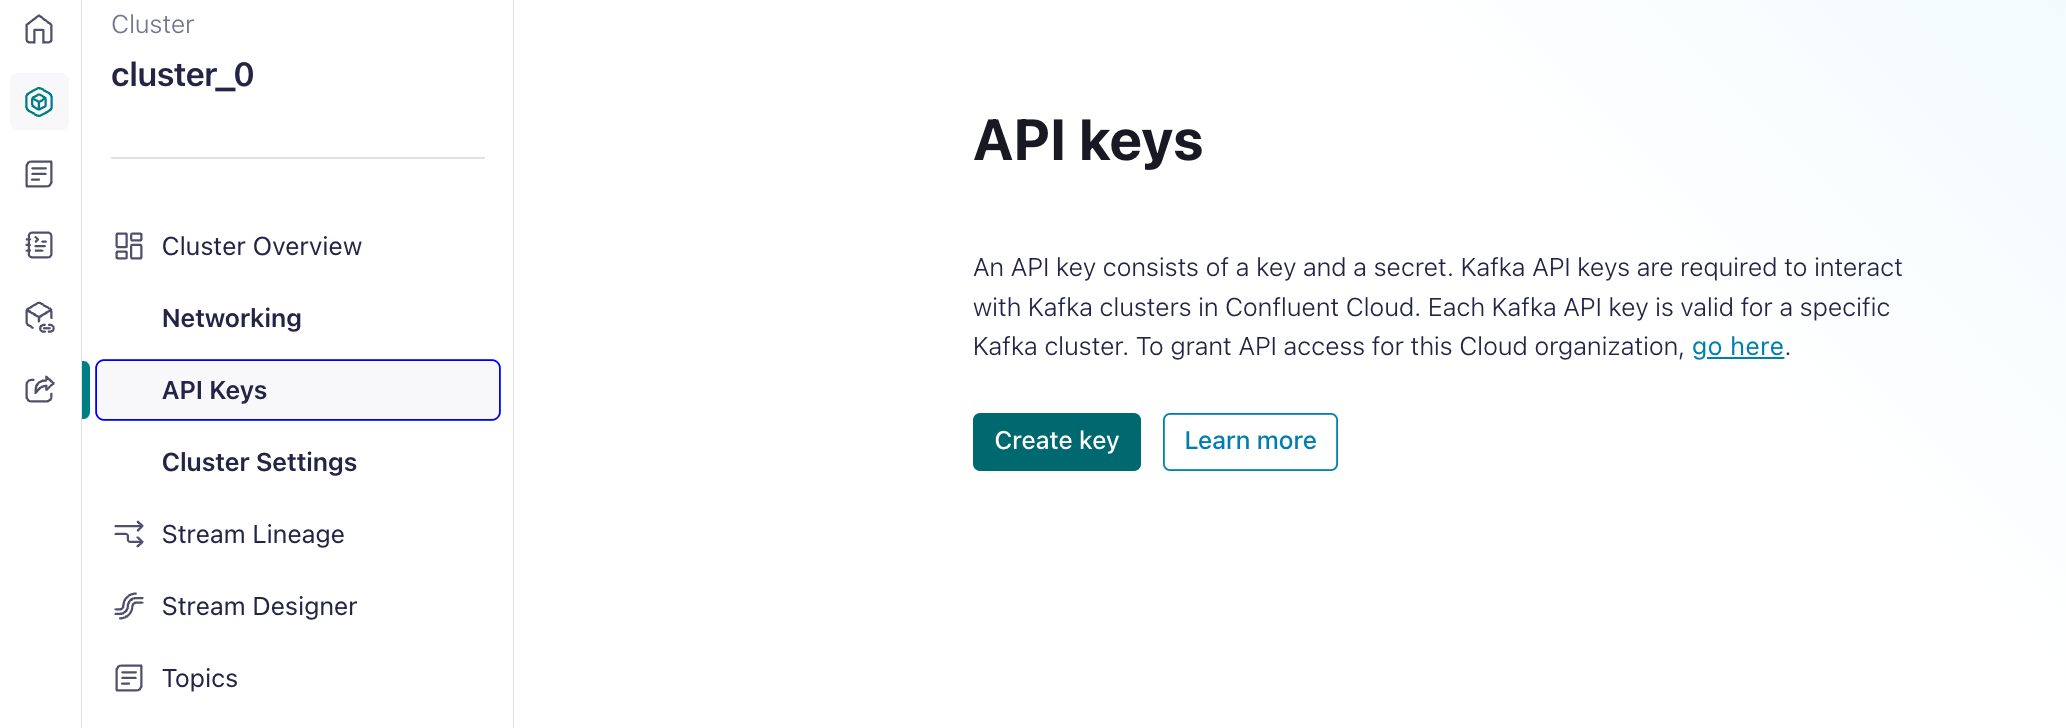 Cluster
cluster_0
Cluster Overview
Networking
API Keys
Cluster Settings
Stream Lineage
Stream Designer
Topics
API keys
An API key consists of a key and a secret. Kafka API keys are required to interact
with Kafka clusters in Confluent Cloud. Each Kafka API key is valid for a specific
Kafka cluster. To grant API access for this Cloud organization, go here.
Create key
Learn more